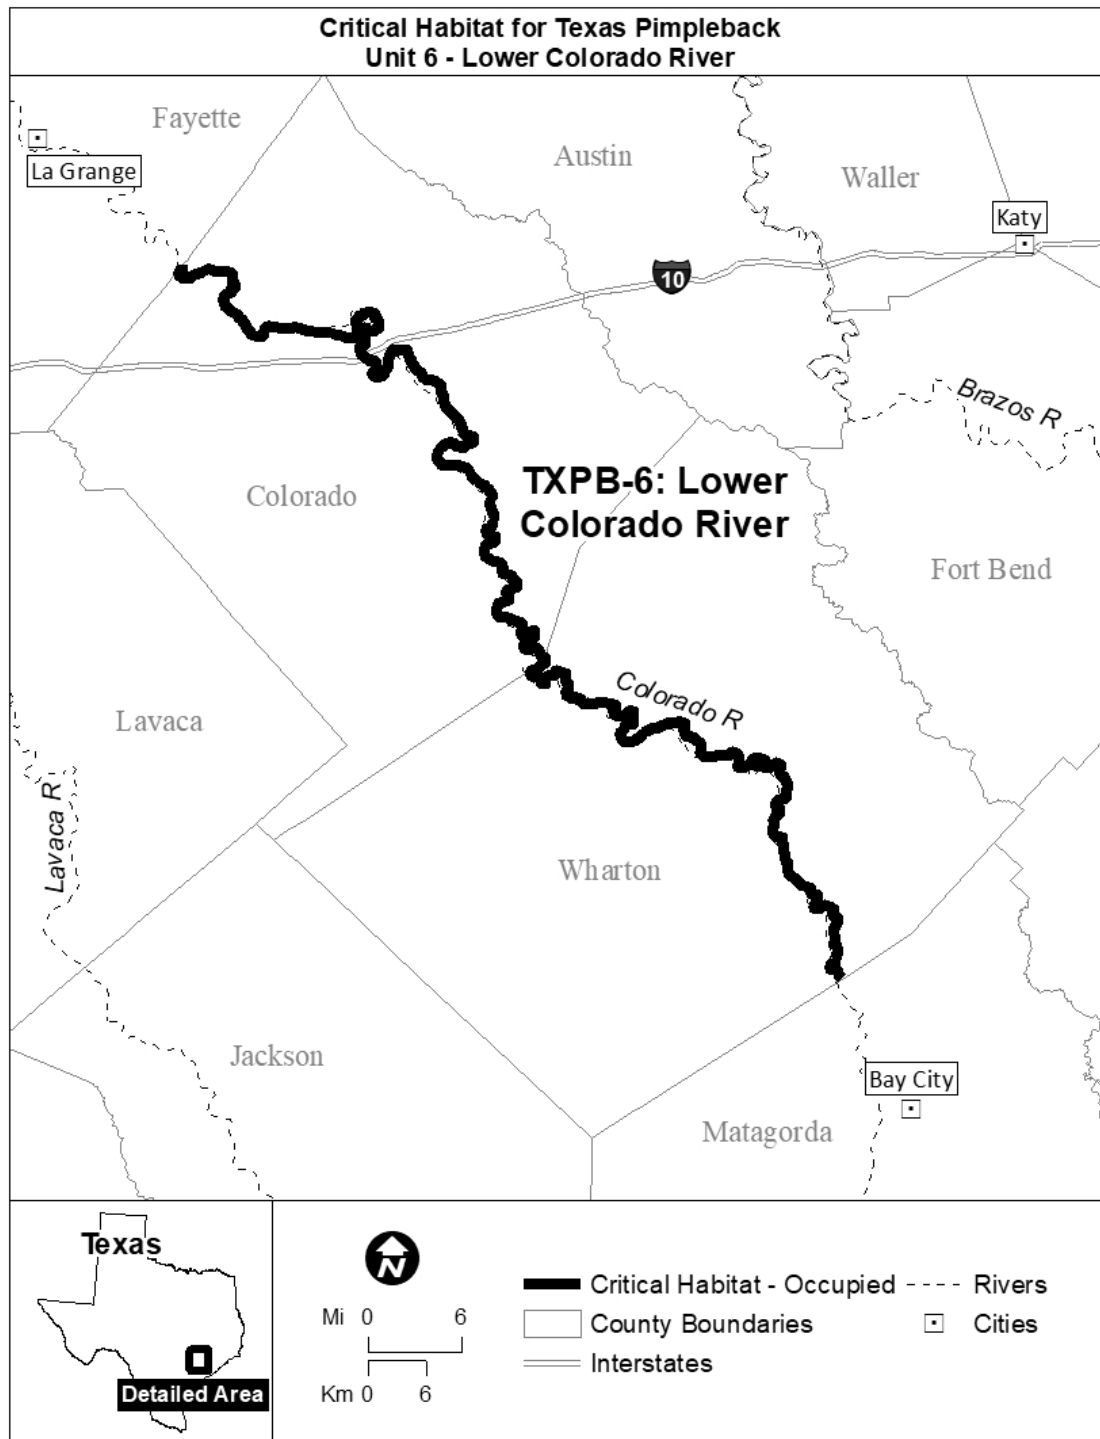 Critical Habitat for Texas Pimpleback
Unit 6 - Lower Colorado River
Fayette
La Grange
Austin
Waller
Katy
10
Brazos R
Colorado
TXPB-6: Lower
Colorado River
Fort Bend
Colorado R
Lavaca
Lavaca R
Wharton
Jackson
Bay City
Matagorda
Texas
Detailed Area
N
Mi 0 6
Km 0 6
Critical Habitat - Occupied
County Boundaries
Interstates
Rivers
Cities